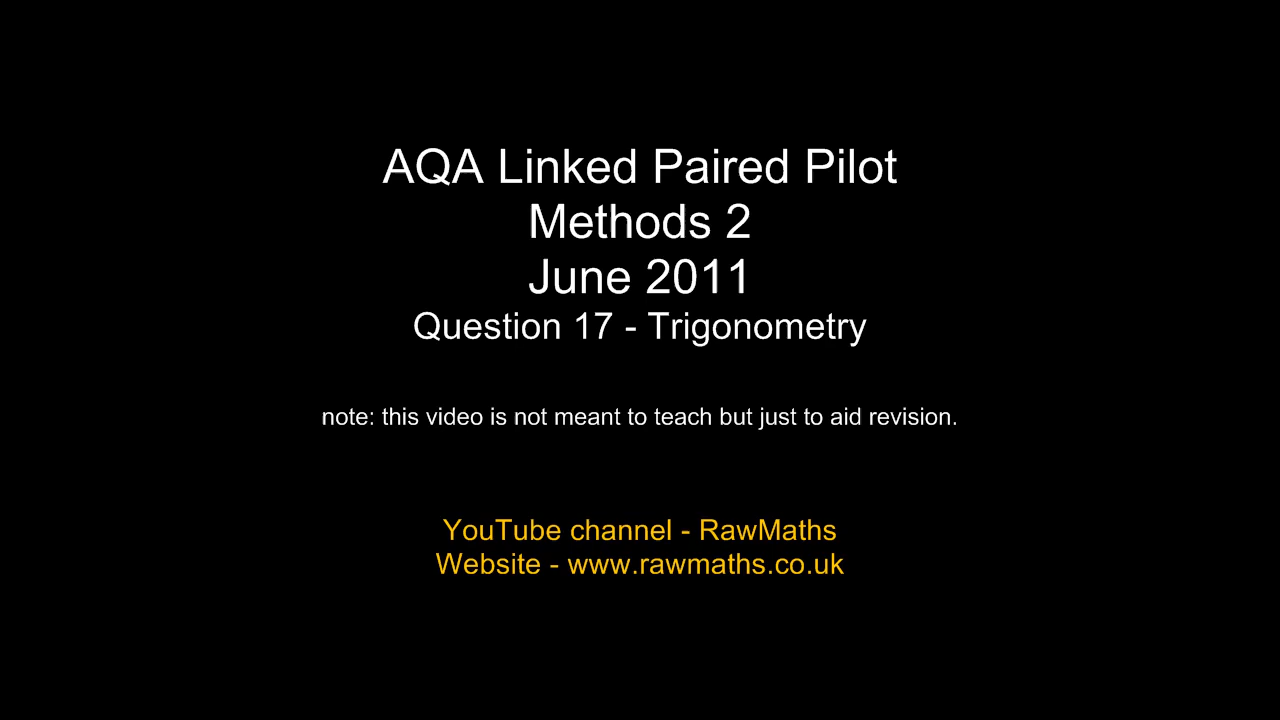 AQA Linked Paired Pilot
Methods 2
June 2011
Question 17 - Trigonometry
note: this video is not meant to teach but just to aid revision.
YouTube channel - RawMaths
Website - www.rawmaths.co.uk